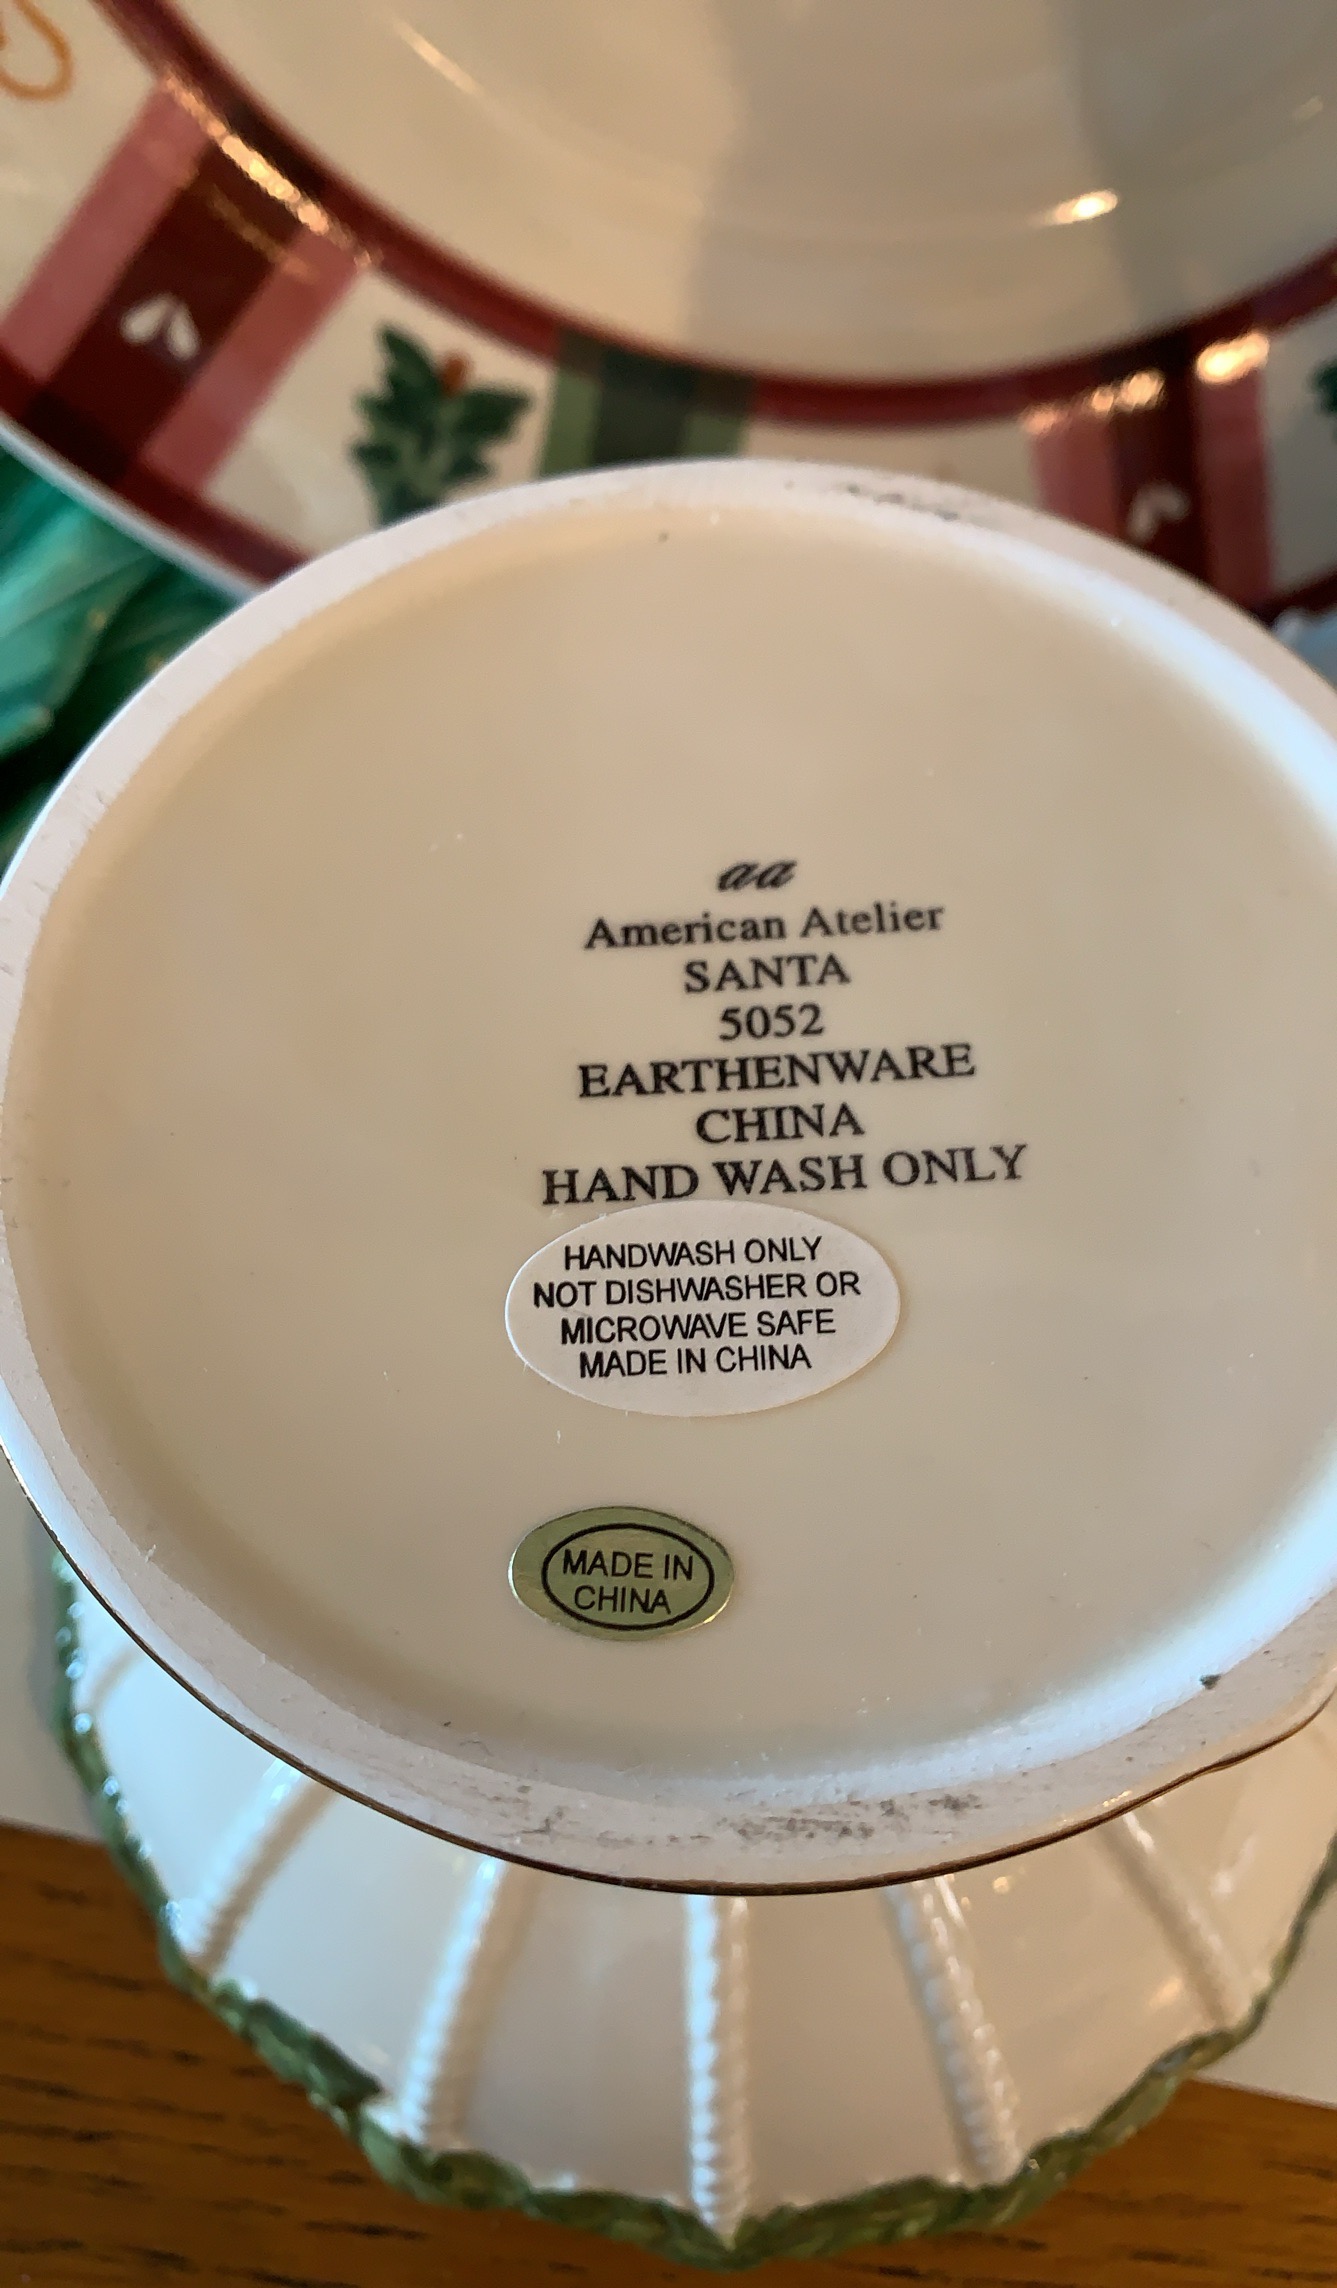 aa
American Atelier
SANTA
5052
EARTHENWARE
CHINA
HAND WASH ONLY
HANDWASH ONLY
NOT DISHWASHER OR
MICROWAVE SAFE
MADE IN CHINA
MADE IN
CHINA